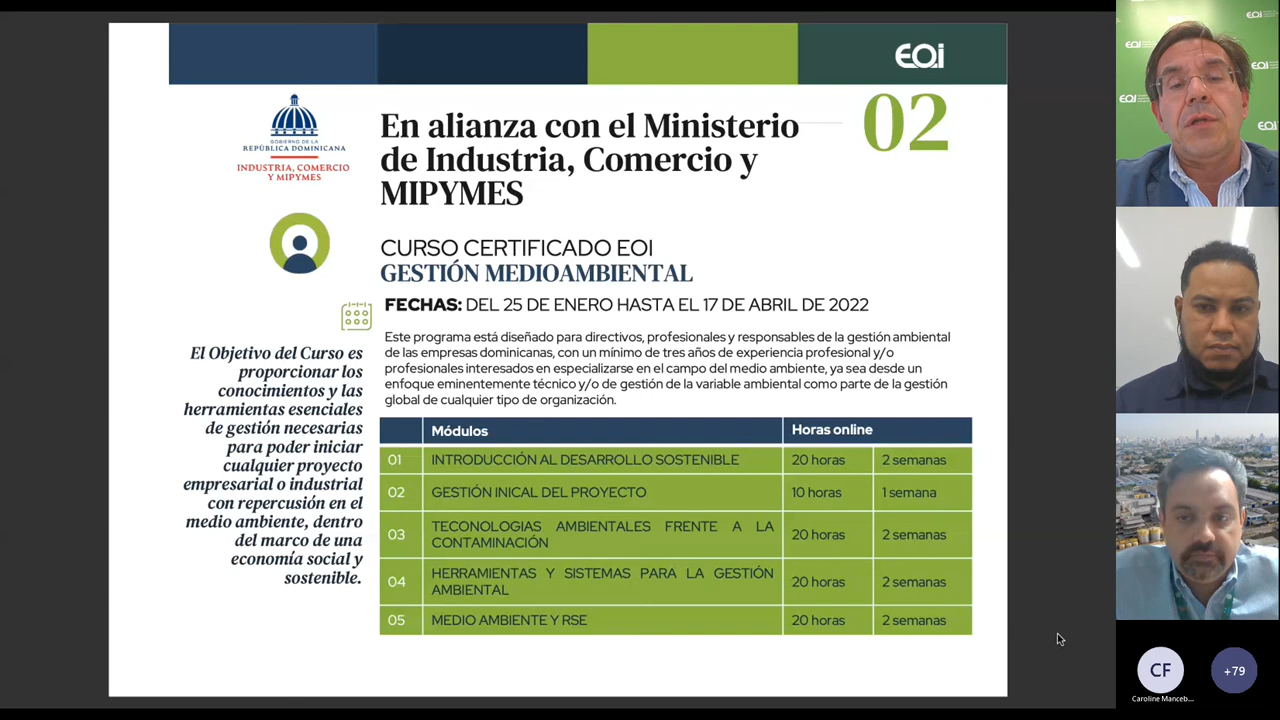 EOI
02
GOBIERNO DE LA
REPÚBLICA DOMINICANA
INDUSTRIA, COMERCIO
Y MIPYMES
En alianza con el Ministerio
de Industria, Comercio y
MIPYMES
CURSO CERTIFICADO EOI
GESTIÓN MEDIOAMBIENTAL
FECHAS: DEL 25 DE ENERO HASTA EL 17 DE ABRIL DE 2022
El Objetivo del Curso es
proporcionar los
conocimientos y las
herramientas esenciales
de gestión necesarias
para poder iniciar
cualquier proyecto
empresarial o industrial
con repercusión en el
medio ambiente, dentro
del marco de una
economía social y
sostenible.
Este programa está diseñado para directivos, profesionales y responsables de la gestión ambiental
de las empresas dominicanas, con un mínimo de tres años de experiencia profesional y/o
profesionales interesados en especializarse en el campo del medio ambiente, ya sea desde un
enfoque eminentemente técnico y/o de gestión de la variable ambiental como parte de la gestión
global de cualquier tipo de organización.
Módulos Horas online
01 INTRODUCCIÓN AL DESARROLLO SOSTENIBLE 20 horas 2 semanas
02 GESTIÓN INICAL DEL PROYECTO 10 horas 1 semana
03 TECONOLOGIAS AMBIENTALES FRENTE A LA
CONTAMINACIÓN 20 horas 2 semanas
04 HERRAMIENTAS Y SISTEMAS PARA LA GESTIÓN
AMBIENTAL 20 horas 2 semanas
05 MEDIO AMBIENTE Y RSE 20 horas 2 semanas
EOI
EOI
EOI
EOI
EOI
CF
+79
Caroline Manceb...